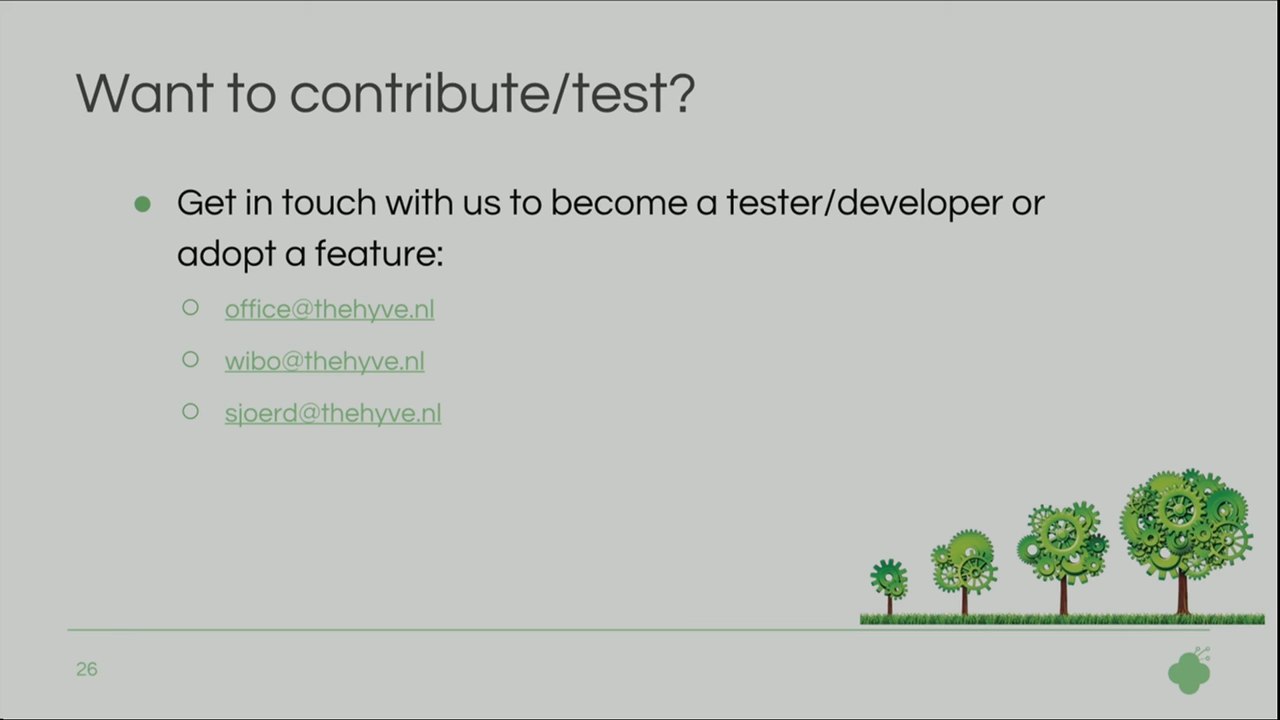 Want to contribute/test?
Get in touch with us to become a tester/developer or
adopt a feature:
office@thehyve.nl
wibo@thehyve.nl
sjoerd@thehyve.nl
26